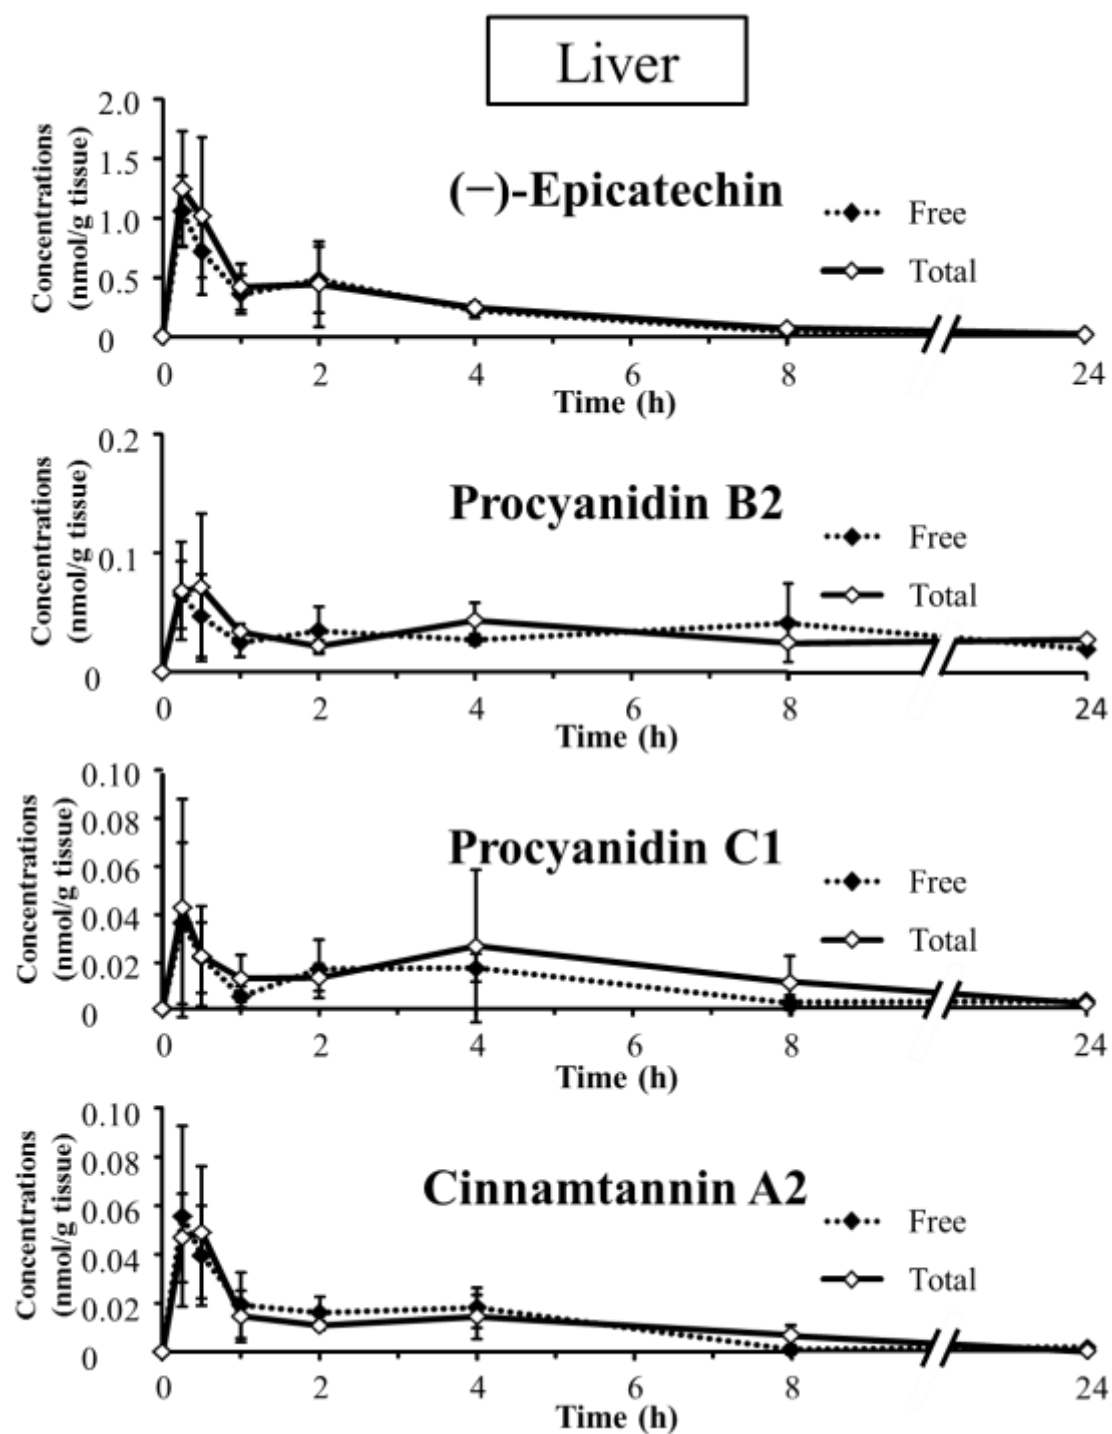 Liver
Concentrations
(nmol/g tissue)
2.0
1.5
1.0
0.5
0
(−)-Epicatechin
Free
Total
0 2 4 6 8 24
Time (h)
Concentrations
(nmol/g tissue)
0.2
0.1
0
Procyanidin B2
Free
Total
0 2 4 6 8 24
Time (h)
Concentrations
(nmol/g tissue)
0.10
0.08
0.06
0.04
0.02
0
Procyanidin C1
Free
Total
0 2 4 6 8 24
Time (h)
Concentrations
(nmol/g tissue)
0.10
0.08
0.06
0.04
0.02
0
Cinnamtannin A2
Free
Total
0 2 4 6 8 24
Time (h)